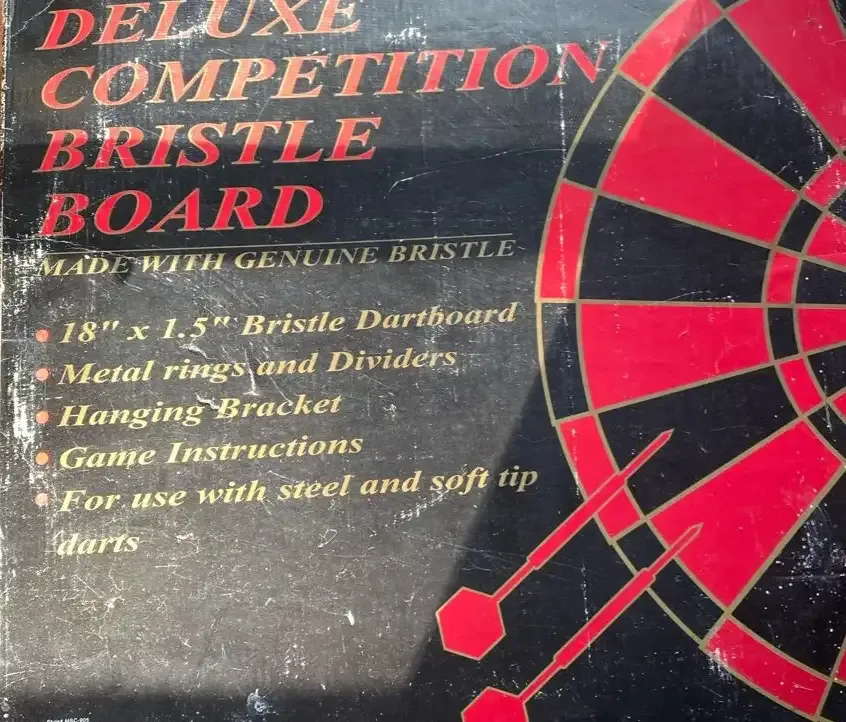 DELUXE
COMPETITION
BRISTLE
BOARD
MADE WITH GENUINE BRISTLE
• 18" x 1.5" Bristle Dartboard
• Metal rings and Dividers
• Hanging Bracket
• Game Instructions
• For use with steel and soft tip
darts